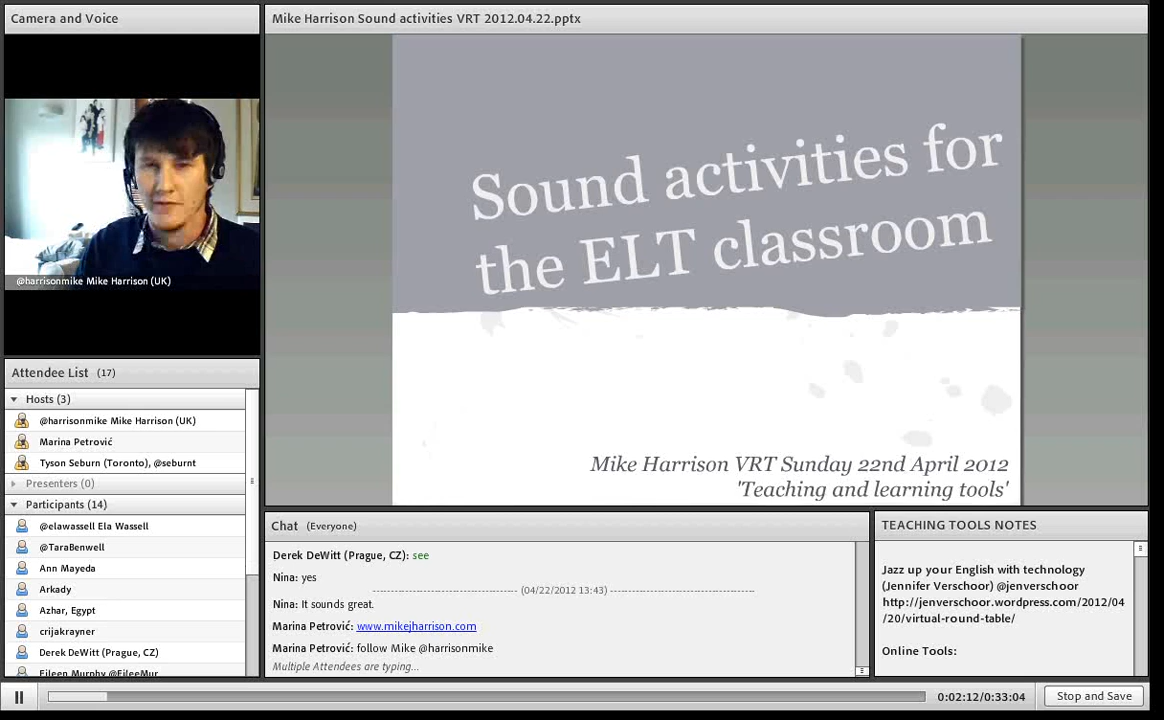 Camera and Voice
Mike Harrison Sound activities VRT 2012.04.22.pptx
@harrisonmike Mike Harrison (UK)
Sound activities for
the ELT classroom
Mike Harrison VRT Sunday 22nd April 2012
'Teaching and learning tools'
Attendee List (17)
Hosts (3)
@harrisonmike Mike Harrison (UK)
Marina Petrović
Tyson Seburn (Toronto), @seburnt
Presenters (0)
Participants (14)
@elawassell Ela Wassell
@TaraBenwell
Ann Mayeda
Arkady
Azhar, Egypt
crijakrayner
Derek DeWitt (Prague, CZ)
Eileen Murphy @EileeMur
Chat (Everyone)
Derek DeWitt (Prague, CZ): see
Nina: yes
(04/22/2012 13:43)
Nina: It sounds great.
Marina Petrović: www.mikejharrison.com
Marina Petrović: follow Mike @harrisonmike
Multiple Attendees are typing...
TEACHING TOOLS NOTES
Jazz up your English with technology
(Jennifer Verschoor) @jenverschoor
http://jenverschoor.wordpress.com/2012/04
/20/virtual-round-table/
Online Tools:
0:02:12/0:33:04
Stop and Save